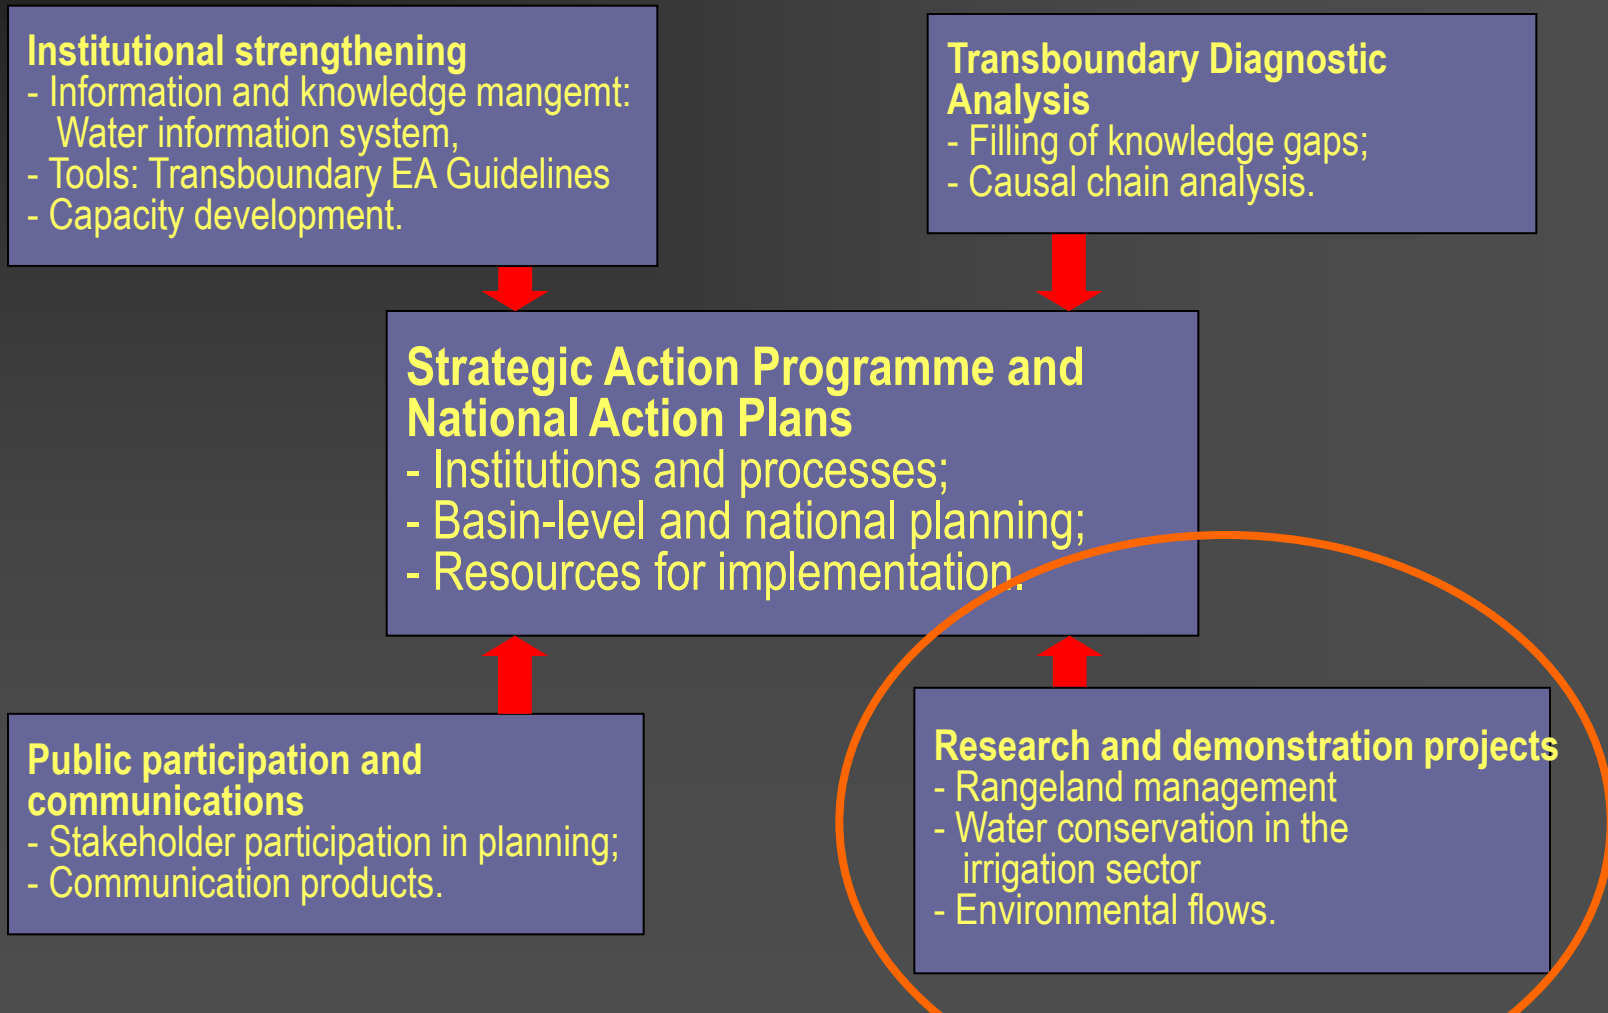 Institutional strengthening
- Information and knowledge mangemt:
Water information system,
- Tools: Transboundary EA Guidelines
- Capacity development.
Transboundary Diagnostic
Analysis
- Filling of knowledge gaps;
- Causal chain analysis.
Strategic Action Programme and
National Action Plans
- Institutions and processes;
- Basin-level and national planning;
- Resources for implementation.
Public participation and
communications
- Stakeholder participation in planning;
- Communication products.
Research and demonstration projects
- Rangeland management
- Water conservation in the
irrigation sector
- Environmental flows.